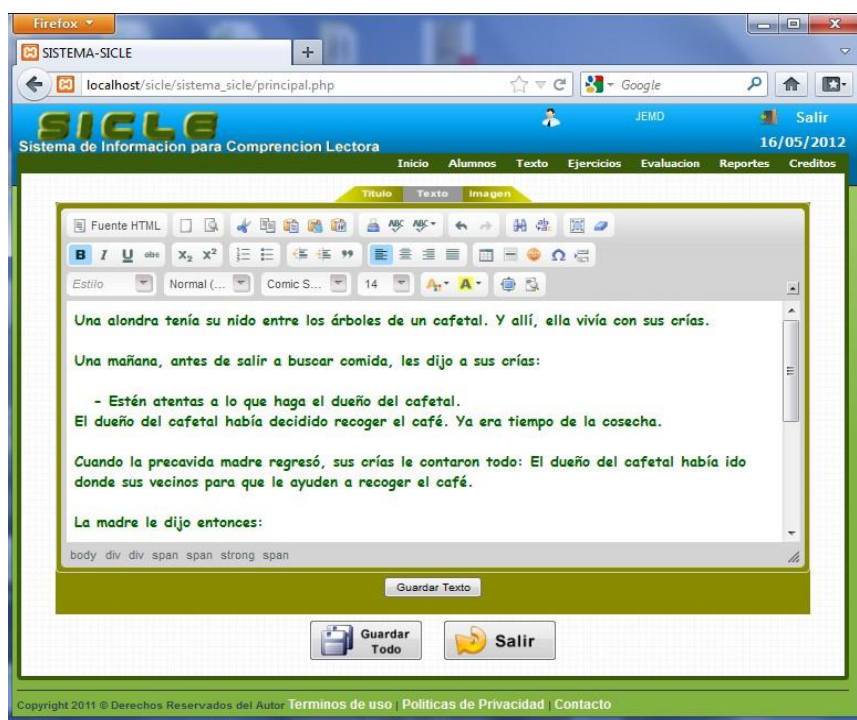 Firefox
SISTEMA-SICLE
localhost/sicle/sistema_sicle/principal.php
Google
SICLE
JEMD
Salir
Sistema de Informacion para Comprencion Lectora
16/05/2012
Inicio Alumnos Texto Ejercicios Evaluacion Reportes Creditos
Titulo Texto Imagen
Fuente HTML
B I U abc X₂ X²
Estilo Normal (... Comic S... 14
Una alondra tenía su nido entre los árboles de un cafetal. Y allí, ella vivía con sus crías.
Una mañana, antes de salir a buscar comida, les dijo a sus crías:
- Estén atentas a lo que haga el dueño del cafetal.
El dueño del cafetal había decidido recoger el café. Ya era tiempo de la cosecha.
Cuando la precavida madre regresó, sus crías le contaron todo: El dueño del cafetal había ido
donde sus vecinos para que le ayuden a recoger el café.
La madre le dijo entonces:
body div div span span strong span
Guardar Texto
Guardar
Todo
Salir
Copyright 2011 © Derechos Reservados del Autor Terminos de uso | Politicas de Privacidad | Contacto